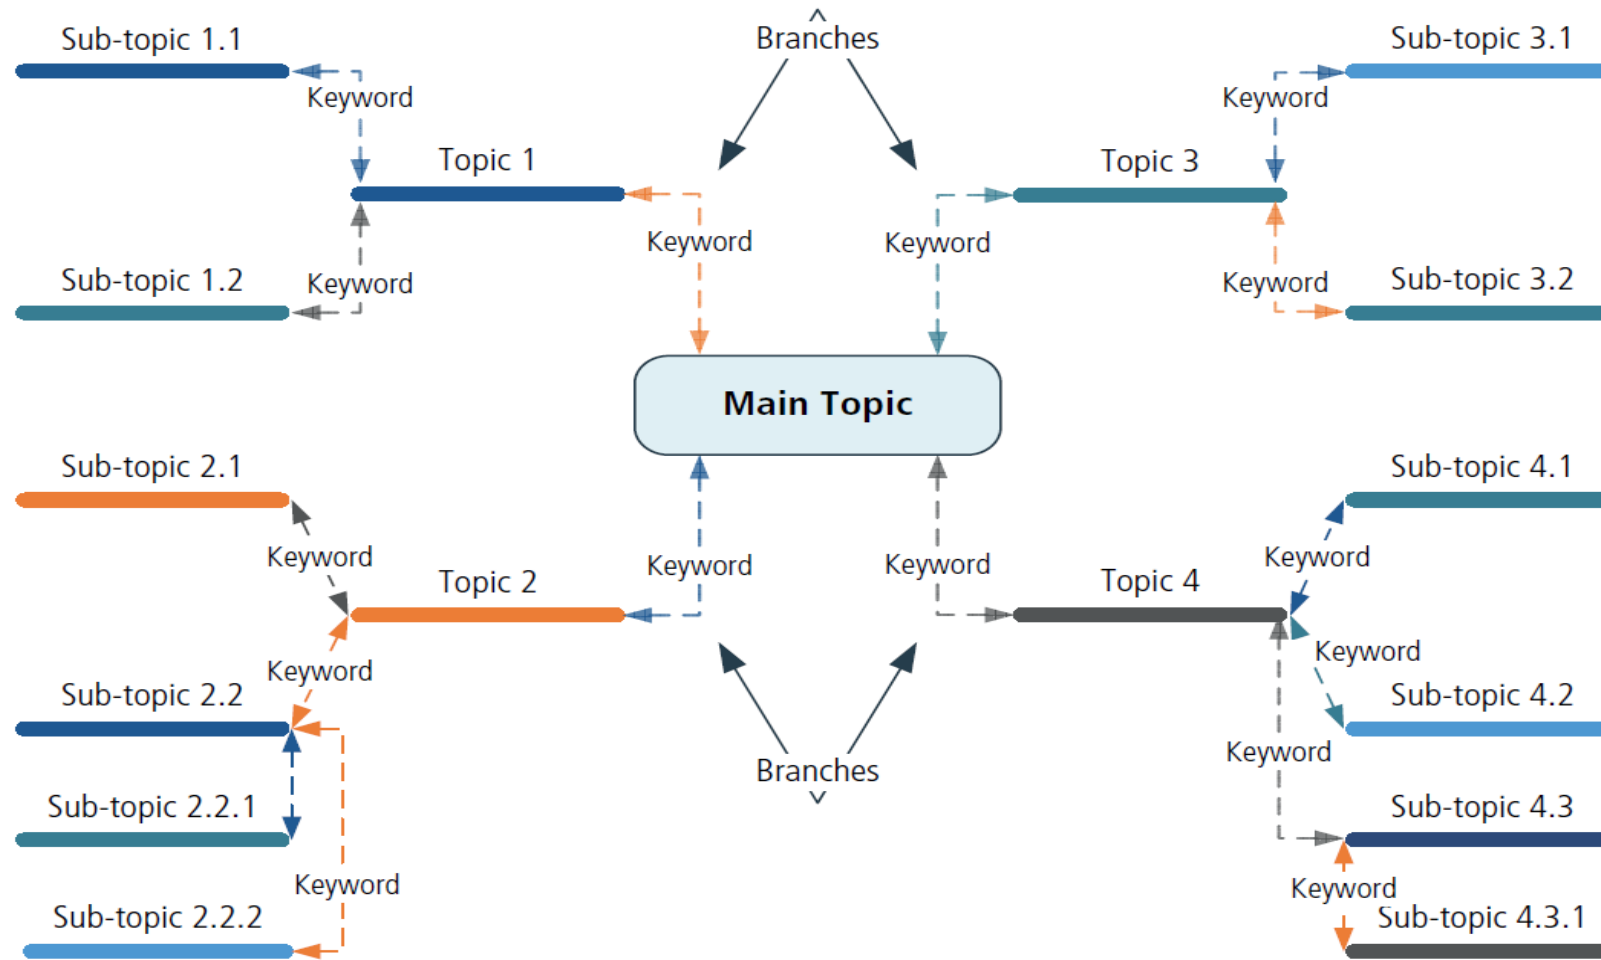 Sub-topic 1.1
Branches
Sub-topic 3.1
Keyword
Keyword
Topic 1
Topic 3
Keyword
Keyword
Sub-topic 1.2
Keyword
Keyword
Sub-topic 3.2
Main Topic
Sub-topic 2.1
Sub-topic 4.1
Keyword
Keyword
Keyword
Keyword
Topic 2
Topic 4
Keyword
Keyword
Sub-topic 2.2
Sub-topic 4.2
Keyword
Branches
Sub-topic 2.2.1
Sub-topic 4.3
Keyword
Keyword
Sub-topic 2.2.2
Sub-topic 4.3.1